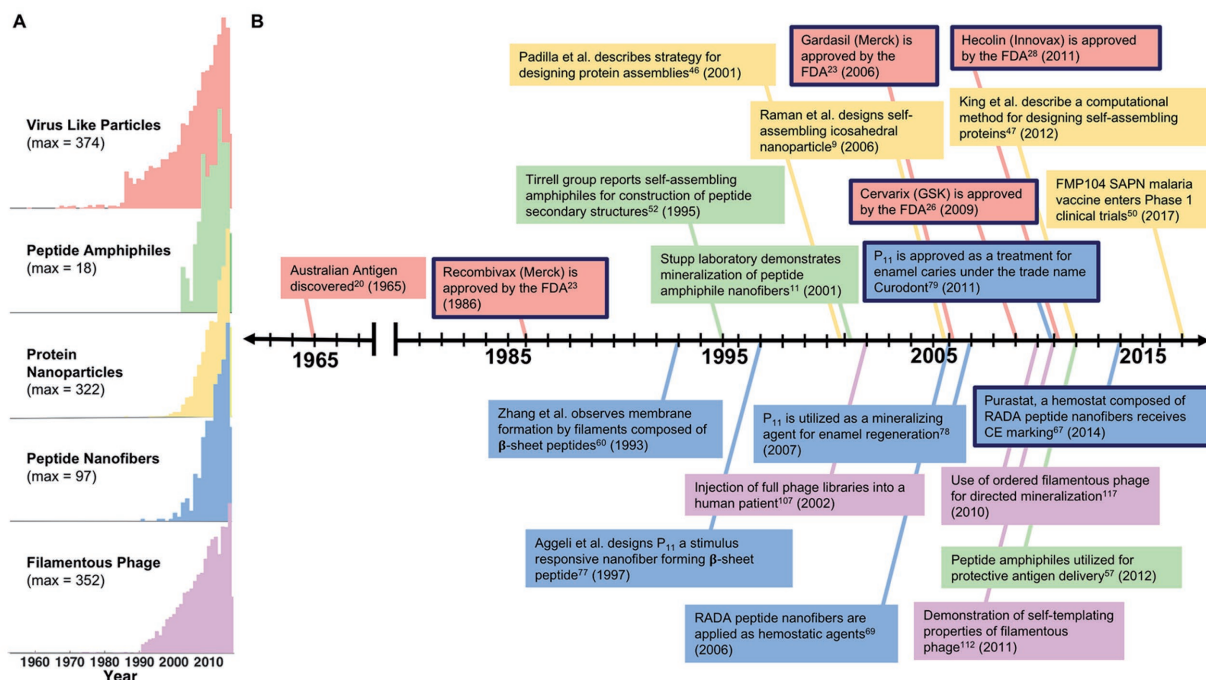 A
Virus Like Particles
(max = 374)
Peptide Amphiphiles
(max = 18)
Protein
Nanoparticles
(max = 322)
Peptide Nanofibers
(max = 97)
Filamentous Phage
(max = 352)
1960 1970 1980 1990 2000 2010
Year
B
Padilla et al. describes strategy for
designing protein assemblies46 (2001)
Gardasil (Merck) is
approved by the FDA23
(2006)
Hecolin (Innovax) is approved
by the FDA28
(2011)
Raman et al. designs self-
assembling icosahedral
nanoparticle9 (2006)
King et al. describe a computational
method for designing self-assembling
proteins47 (2012)
Tirrell group reports self-assembling
amphiphiles for construction of peptide
secondary structures52 (1995)
Cervarix (GSK) is approved
by the FDA26 (2009)
FMP104 SAPN malaria
vaccine enters Phase 1
clinical trials50 (2017)
Australian Antigen
discovered20 (1965)
Recombivax (Merck) is
approved by the FDA23
(1986)
Stupp laboratory demonstrates
mineralization of peptide
amphiphile nanofibers11 (2001)
P11 is approved as a treatment for
enamel caries under the trade name
Curodont79 (2011)
1965 1985 1995 2005 2015
Zhang et al. observes membrane
formation by filaments composed of
β-sheet peptides60 (1993)
P11 is utilized as a mineralizing
agent for enamel regeneration78
(2007)
Purastat, a hemostat composed of
RADA peptide nanofibers receives
CE marking67 (2014)
Injection of full phage libraries into a
human patient107 (2002)
Use of ordered filamentous phage
for directed mineralization117
(2010)
Aggeli et al. designs P11 a stimulus
responsive nanofiber forming β-sheet
peptide77 (1997)
Peptide amphiphiles utilized for
protective antigen delivery57 (2012)
RADA peptide nanofibers are
applied as hemostatic agents69
(2006)
Demonstration of self-templating
properties of filamentous
phage112 (2011)